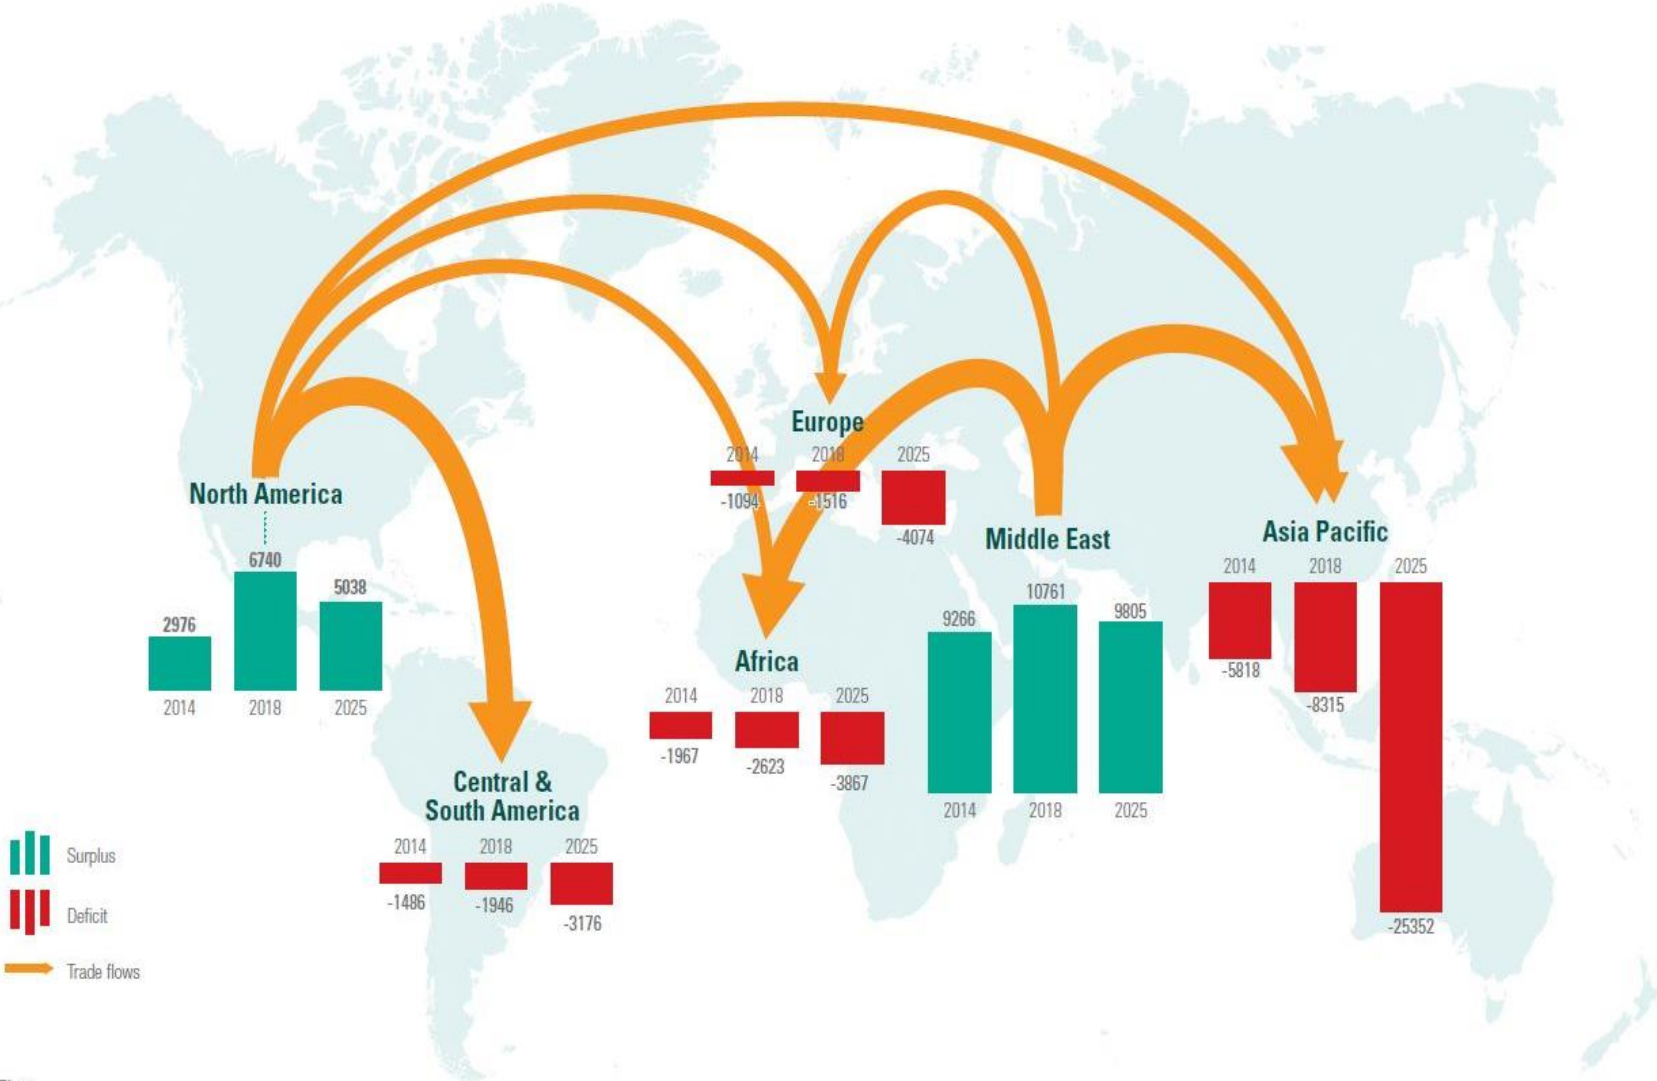 Europe
2014 2018 2025
-1094 -1516 -4074
North America
6740
5038
2976
2014 2018 2025
Middle East
10761
9266
9805
2014 2018 2025
Asia Pacific
2014 2018 2025
-5818
-8315
-25352
Africa
2014 2018 2025
-1967
-2623
-3867
Central &
South America
2014 2018 2025
-1486
-1946
-3176
Surplus
Deficit
Trade flows